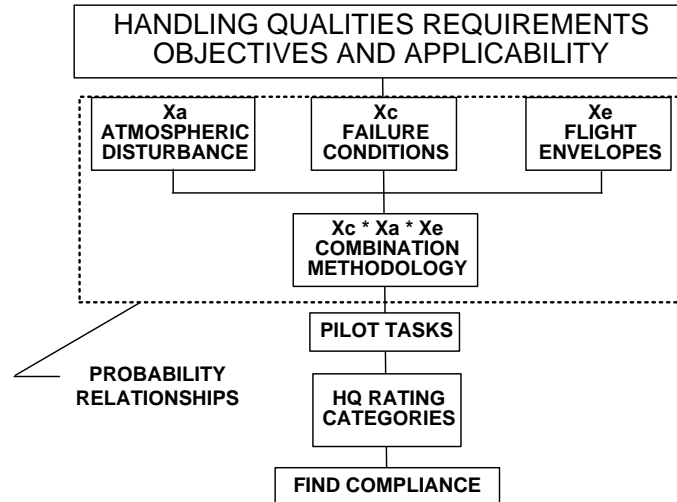 HANDLING QUALITIES REQUIREMENTS
OBJECTIVES AND APPLICABILITY
Xa
ATMOSPHERIC
DISTURBANCE
Xc
FAILURE
CONDITIONS
Xe
FLIGHT
ENVELOPES
Xc * Xa * Xe
COMBINATION
METHODOLOGY
PILOT TASKS
PROBABILITY
RELATIONSHIPS
HQ RATING
CATEGORIES
FIND COMPLIANCE